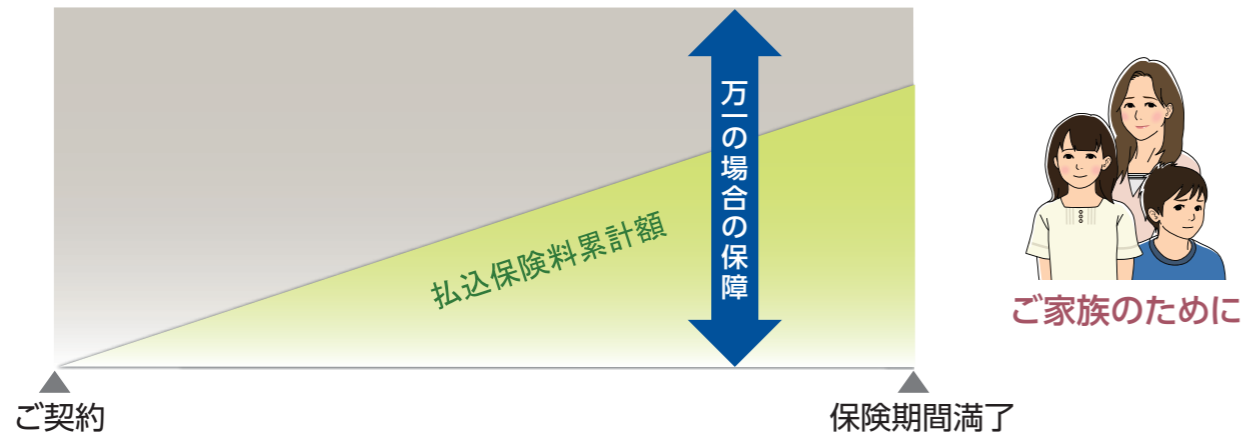 万一の場合の保障
払込保険料累計額
ご家族のために
ご契約
保険期間満了